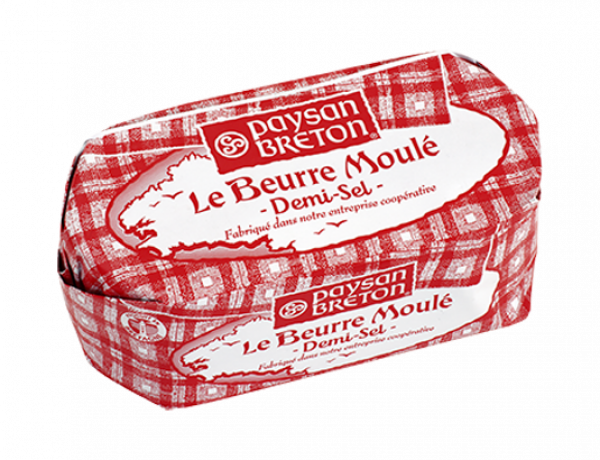 Paysan
Breton®
Le Beurre Moulé
- Demi-Sel -
Fabriqué dans notre entreprise coopérative
Paysan
Breton
Le Beurre Moulé
- Demi-Sel -
Fabriqué dans notre entreprise coopérative